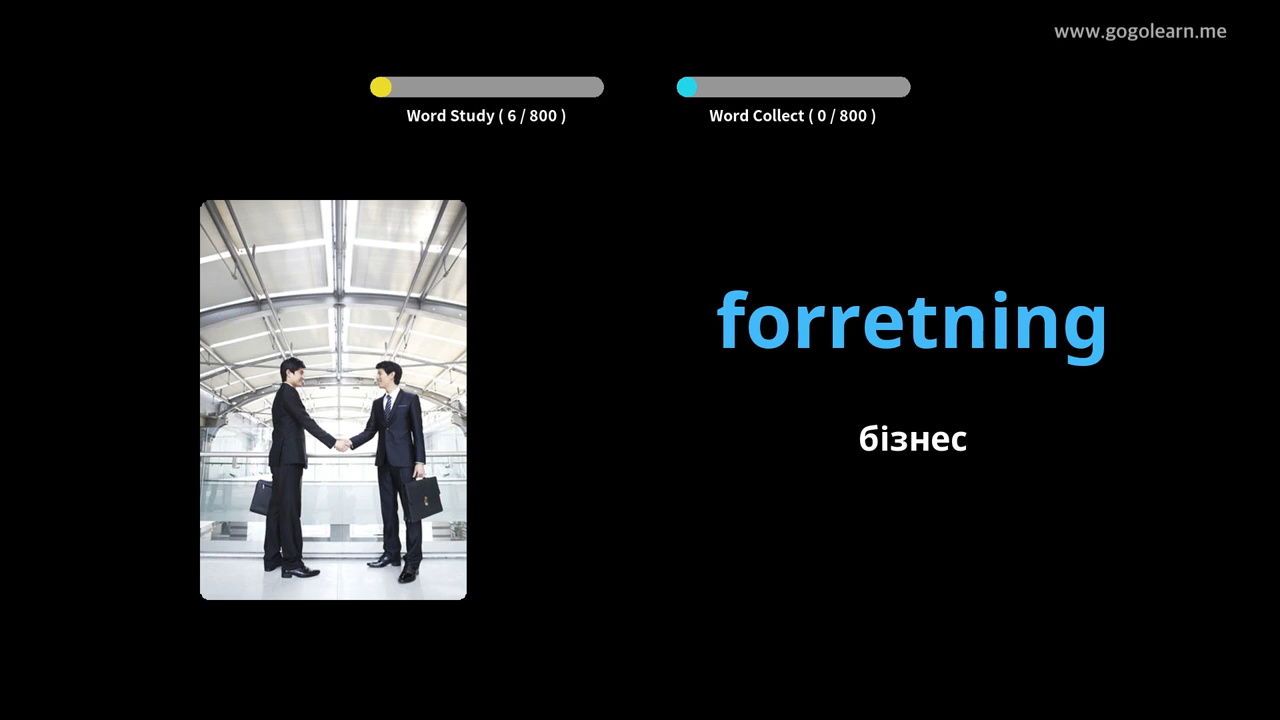 www.gogolearn.me
Word Study ( 6 / 800 )
Word Collect ( 0 / 800 )
forretning
бізнес